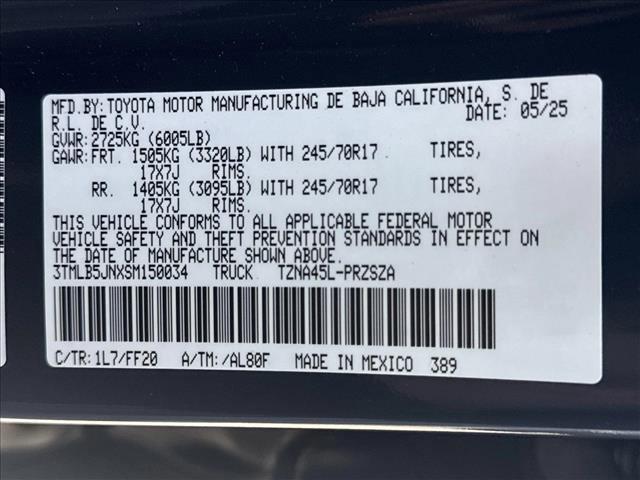 MFD.BY:TOYOTA MOTOR MANUFACTURING DE BAJA CALIFORNIA, S. DE
R.L. DE C.V. DATE: 05/25
GVWR:2725KG (6005LB)
GAWR:FRT. 1505KG (3320LB) WITH 245/70R17 TIRES,
17X7J RIMS.
RR. 1405KG (3095LB) WITH 245/70R17 TIRES,
17X7J RIMS.
THIS VEHICLE CONFORMS TO ALL APPLICABLE FEDERAL MOTOR
VEHICLE SAFETY AND THEFT PREVENTION STANDARDS IN EFFECT ON
THE DATE OF MANUFACTURE SHOWN ABOVE.
3TMLB5JNXSM150034 TRUCK TZNA45L-PRZSZA
C/TR:1L7/FF20 A/TM:/AL80F MADE IN MEXICO 389